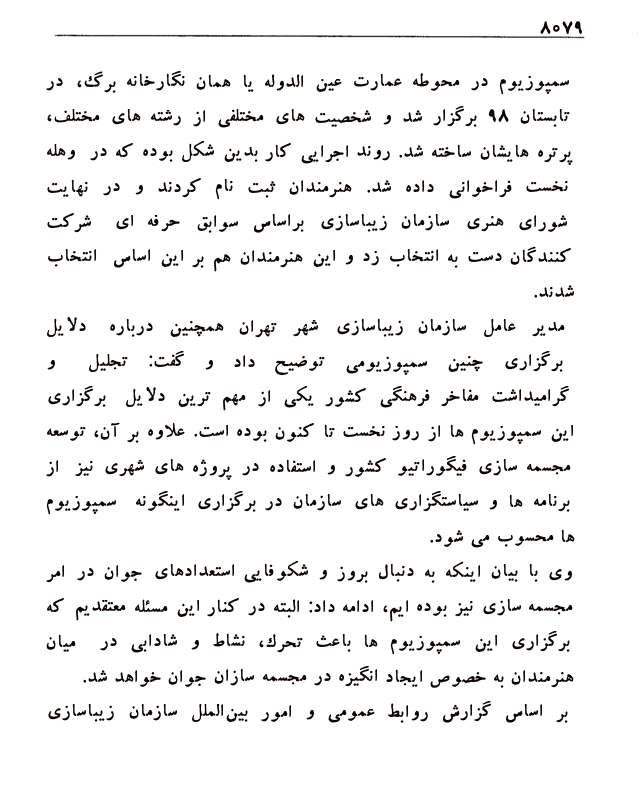 ۸۰۷۹
سمپوزیوم در محوطه عمارت عین الدوله یا همان نگارخانه برگ، در
تابستان ۹۸ برگزار شد و شخصیت های مختلفی از رشته های مختلف،
پرتره هایشان ساخته شد. روند اجرایی کار بدین شکل بوده که در وهله
نخست فراخوانی داده شد. هنرمندان ثبت نام کردند و در نهایت
شورای هنری سازمان زیباسازی براساس سوابق حرفه ای شرکت
کنندگان دست به انتخاب زد و این هنرمندان هم بر این اساس انتخاب
شدند.
مدیر عامل سازمان زیباسازی شهر تهران همچنین درباره دلایل
برگزاری چنین سمپوزیومی توضیح داد و گفت: تجلیل و
گرامیداشت مفاخر فرهنگی کشور یکی از مهم ترین دلایل برگزاری
این سمپوزیوم ها از روز نخست تا کنون بوده است. علاوه بر آن، توسعه
مجسمه سازی فیگوراتیو کشور و استفاده در پروژه های شهری نیز از
برنامه ها و سیاستگزاری های سازمان در برگزاری اینگونه سمپوزیوم
ها محسوب می شود.
وی با بیان اینکه به دنبال بروز و شکوفایی استعدادهای جوان در امر
مجسمه سازی نیز بوده ایم، ادامه داد: البته در کنار این مسئله معتقدیم که
برگزاری این سمپوزیوم ها باعث تحرک، نشاط و شادابی در میان
هنرمندان به خصوص ایجاد انگیزه در مجسمه سازان جوان خواهد شد.
بر اساس گزارش روابط عمومی و امور بین‌الملل سازمان زیباسازی